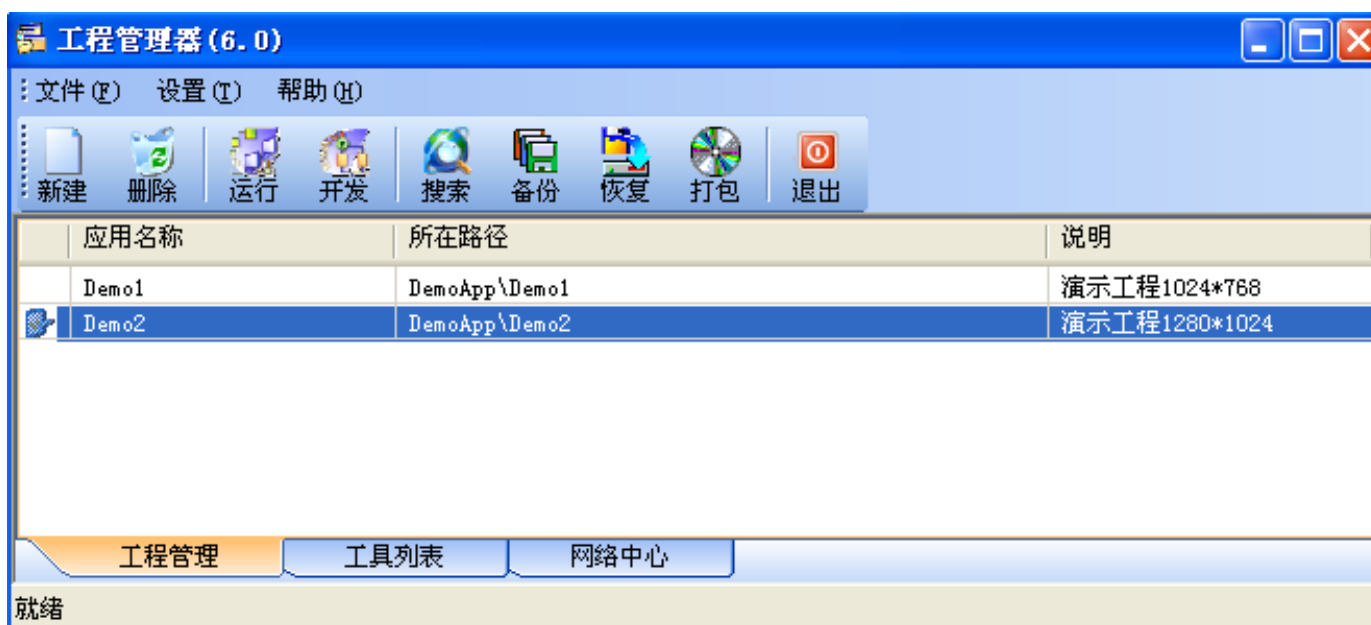 工程管理器(6.0)
文件(F) 设置(T) 帮助(H)
新建 删除 运行 开发 搜索 备份 恢复 打包 退出
应用名称 所在路径 说明
Demo1 DemoApp\Demo1 演示工程1024*768
Demo2 DemoApp\Demo2 演示工程1280*1024
工程管理 工具列表 网络中心
就绪